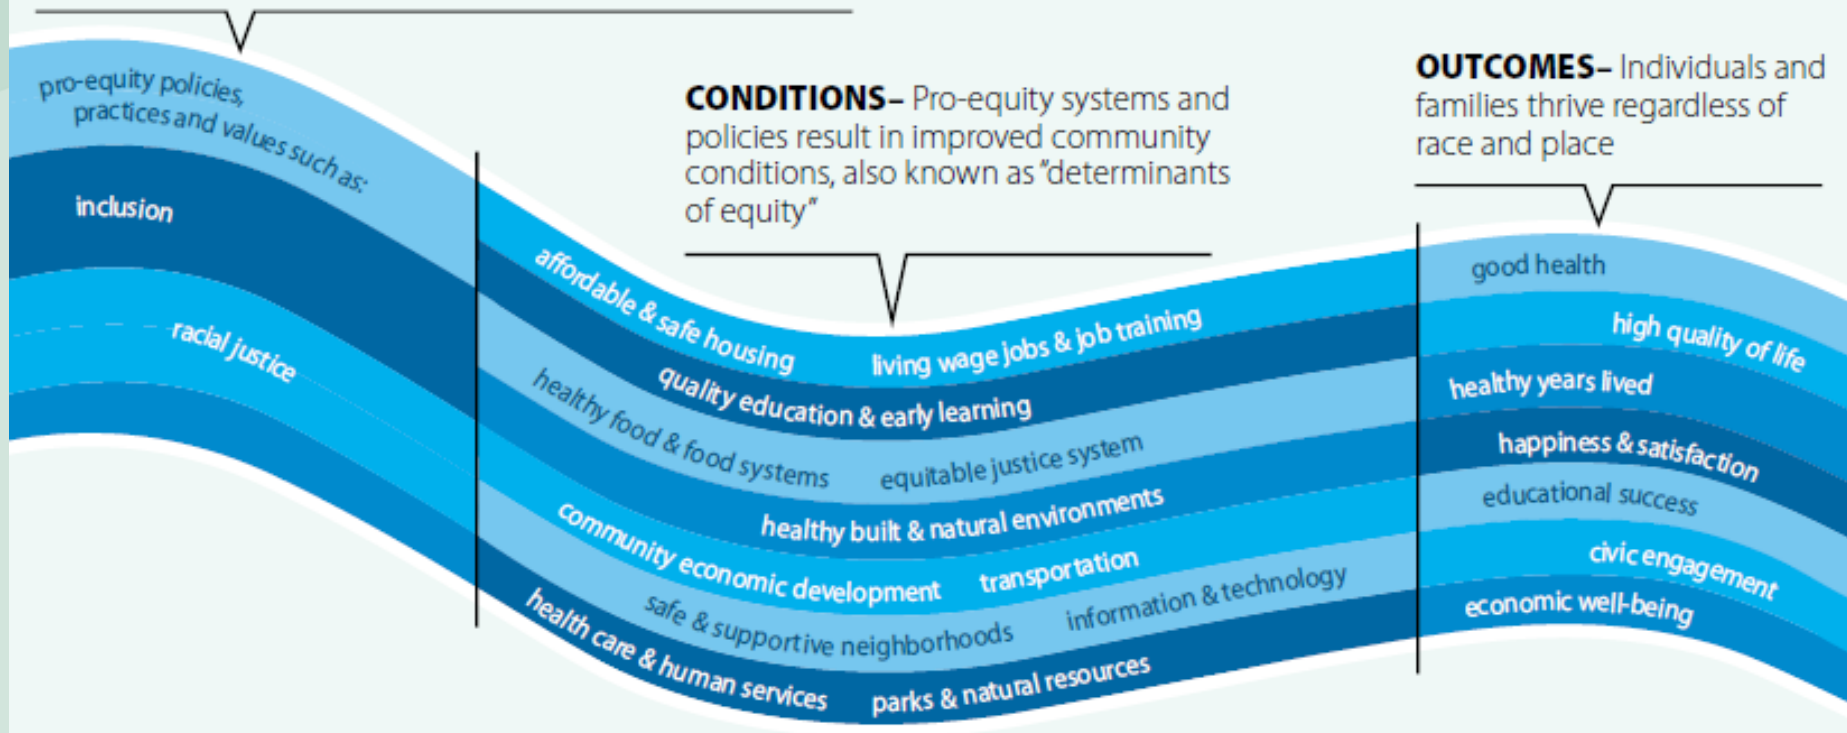 pro-equity policies,
practices and values such as:
inclusion
racial justice
CONDITIONS– Pro-equity systems and
policies result in improved community
conditions, also known as "determinants
of equity"
affordable & safe housing
living wage jobs & job training
quality education & early learning
healthy food & food systems
equitable justice system
healthy built & natural environments
community economic development
transportation
safe & supportive neighborhoods
information & technology
health care & human services
parks & natural resources
OUTCOMES– Individuals and
families thrive regardless of
race and place
good health
high quality of life
healthy years lived
happiness & satisfaction
educational success
civic engagement
economic well-being